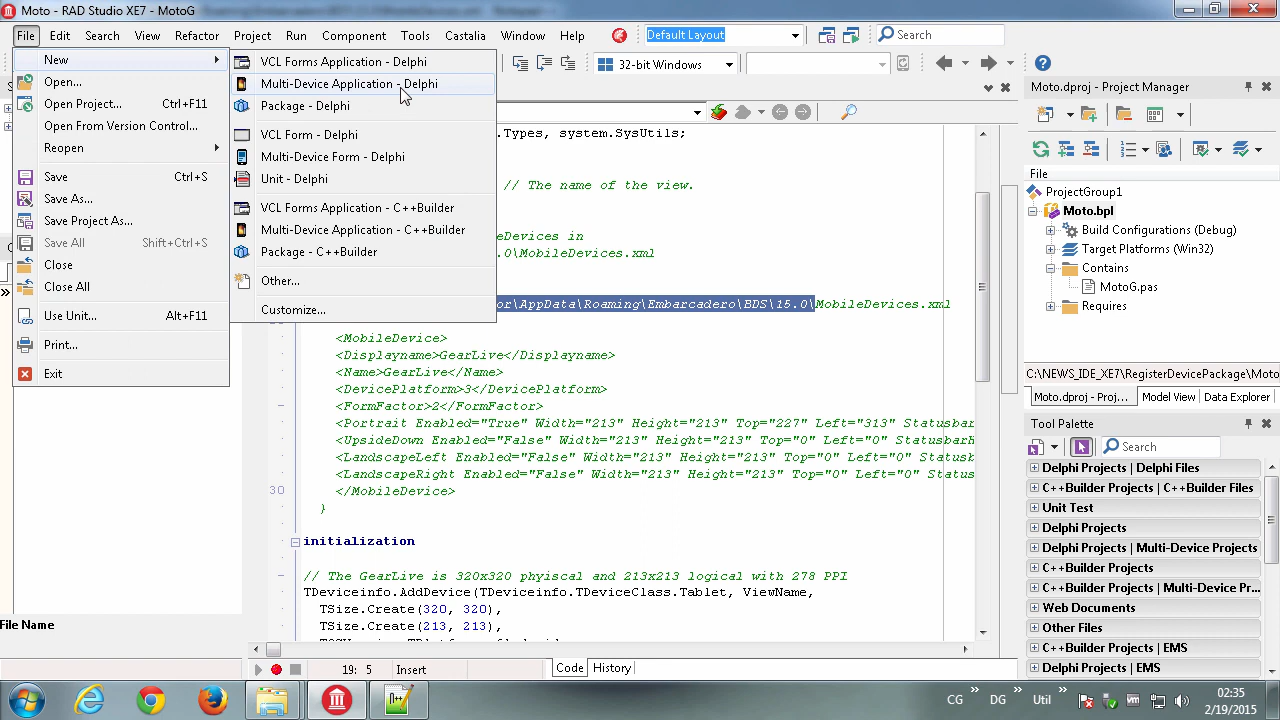 Moto - RAD Studio XE7 - MotoG
File Edit Search View Refactor Project Run Component Tools Castalia Window Help Default Layout Search
New
Open...
Open Project... Ctrl+F11
Open From Version Control...
Reopen
Save Ctrl+S
Save As...
Save Project As...
Save All Shift+Ctrl+S
Close
Close All
Use Unit... Alt+F11
Print...
Exit
VCL Forms Application - Delphi
Multi-Device Application - Delphi
Package - Delphi
VCL Form - Delphi
Multi-Device Form - Delphi
Unit - Delphi
VCL Forms Application - C++Builder
Multi-Device Application - C++Builder
Package - C++Builder
Other...
Customize...
32-bit Windows
.Types, system.SysUtils;
// The name of the view.
eDevices in
.0\MobileDevices.xml
or\AppData\Roaming\Embarcadero\BDS\15.0\MobileDevices.xml
<MobileDevice>
<Displayname>GearLive</Displayname>
<Name>GearLive</Name>
<DevicePlatform>3</DevicePlatform>
<FormFactor>2</FormFactor>
<Portrait Enabled="True" Width="213" Height="213" Top="227" Left="313" Statusbar
<UpsideDown Enabled="False" Width="213" Height="213" Top="0" Left="0" StatusbarH
<LandscapeLeft Enabled="False" Width="213" Height="213" Top="0" Left="0" Statusb
<LandscapeRight Enabled="False" Width="213" Height="213" Top="0" Left="0" Status
30 </MobileDevice>
}
initialization
// The GearLive is 320x320 phyiscal and 213x213 logical with 278 PPI
TDeviceinfo.AddDevice(TDeviceinfo.TDeviceClass.Tablet, ViewName,
TSize.Create(320, 320),
TSize.Create(213, 213),
File Name
19: 5 Insert Code History
Moto.dproj - Project Manager
File
ProjectGroup1
Moto.bpl
Build Configurations (Debug)
Target Platforms (Win32)
Contains
MotoG.pas
Requires
C:\NEWS_IDE_XE7\RegisterDevicePackage\Moto
Moto.dproj - Proj... Model View Data Explorer
Tool Palette
Search
Delphi Projects | Delphi Files
C++Builder Projects | C++Builder Files
Unit Test
Delphi Projects
Delphi Projects | Multi-Device Projects
C++Builder Projects
C++Builder Projects | Multi-Device Pr...
Web Documents
Other Files
C++Builder Projects | EMS
Delphi Projects | EMS
CG » DG » Util »
02:35
2/19/2015